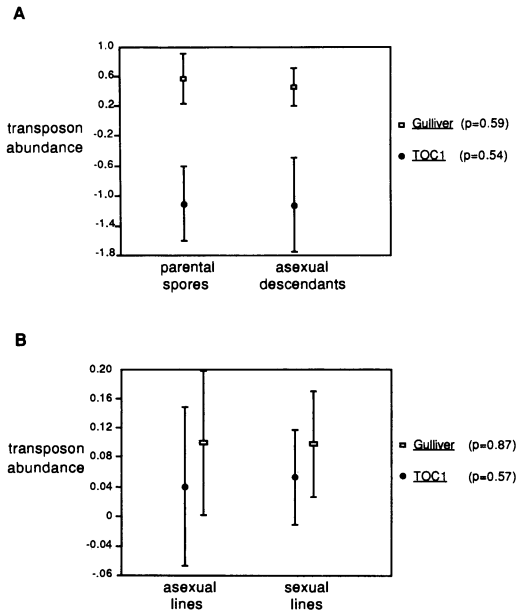 A
1.0
0.6
0.2
-0.2
-0.6
-1.0
-1.4
-1.8
transposon
abundance
parental
spores
asexual
descendants
Gulliver (p=0.59)
TOC1 (p=0.54)
B
0.20
0.16
0.12
0.08
0.04
0
-0.04
-.06
transposon
abundance
asexual
lines
sexual
lines
Gulliver (p=0.87)
TOC1 (p=0.57)